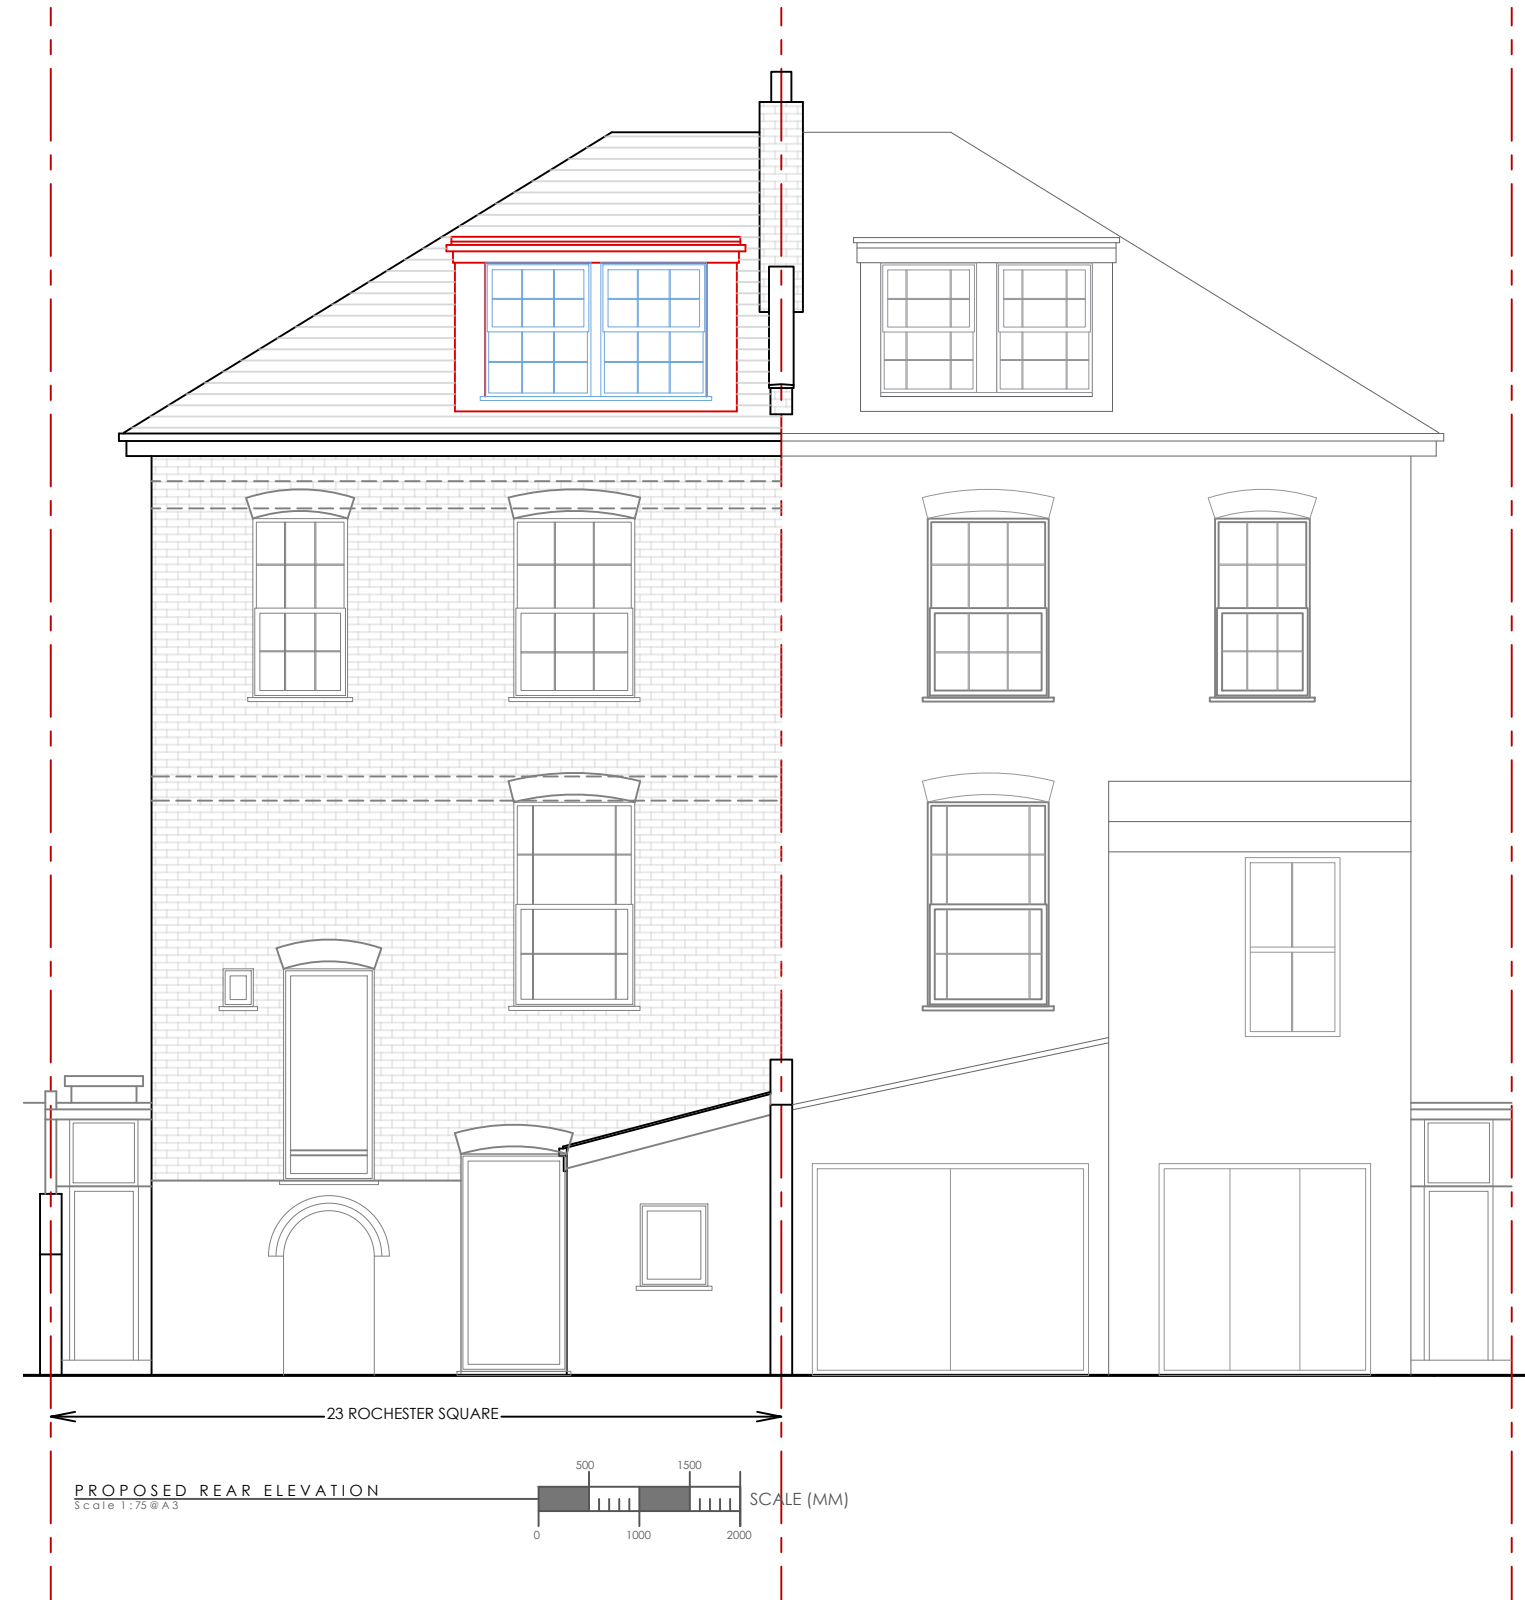 23 ROCHESTER SQUARE
PROPOSED REAR ELEVATION
Scale 1:75@A3
500 1500
SCALE (MM)
0 1000 2000